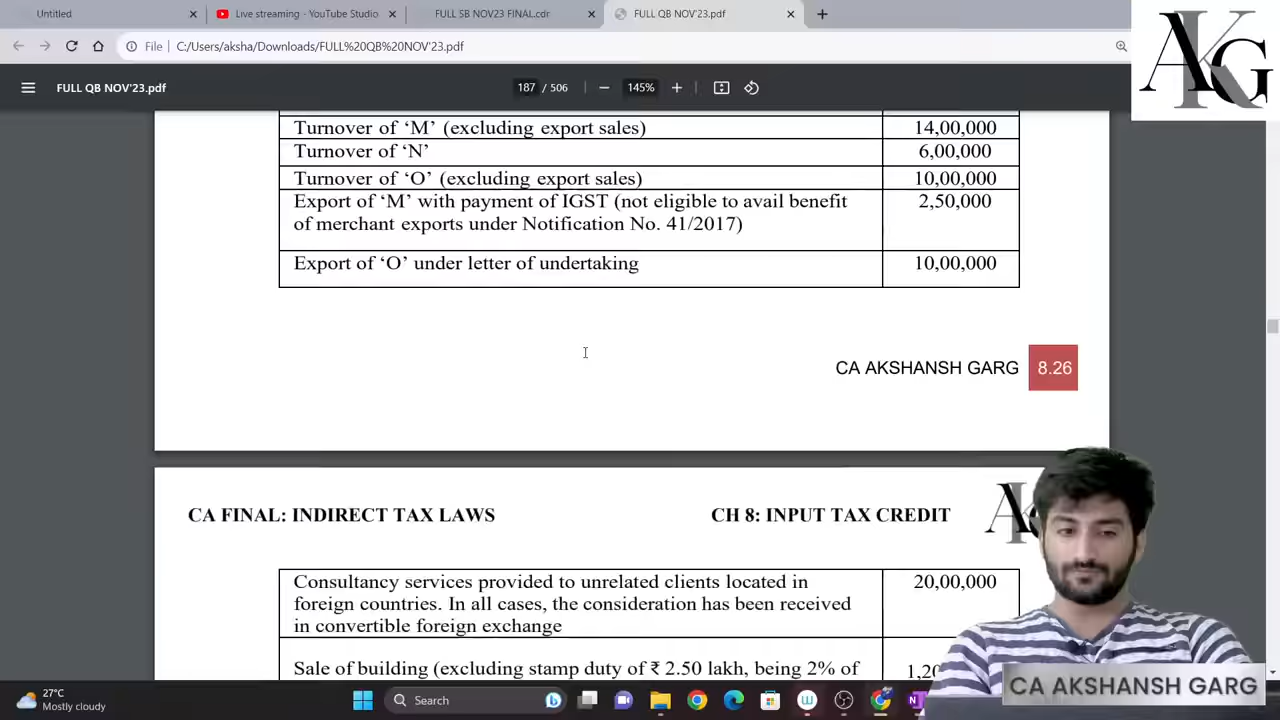 Untitled
Live streaming - YouTube Studio
FULL SB NOV23 FINAL.cdr
FULL QB NOV'23.pdf
File
C:/Users/aksha/Downloads/FULL%20QB%20NOV'23.pdf
AKG
FULL QB NOV'23.pdf
187 / 506
145%
Turnover of ‘M’ (excluding export sales) 14,00,000
Turnover of ‘N’ 6,00,000
Turnover of ‘O’ (excluding export sales) 10,00,000
Export of ‘M’ with payment of IGST (not eligible to avail benefit 2,50,000
of merchant exports under Notification No. 41/2017)
Export of ‘O’ under letter of undertaking 10,00,000
CA AKSHANSH GARG 8.26
CA FINAL: INDIRECT TAX LAWS CH 8: INPUT TAX CREDIT
Consultancy services provided to unrelated clients located in 20,00,000
foreign countries. In all cases, the consideration has been received
in convertible foreign exchange
Sale of building (excluding stamp duty of ₹ 2.50 lakh, being 2% of
CA AKSHANSH GARG
27°C
Mostly cloudy
Search